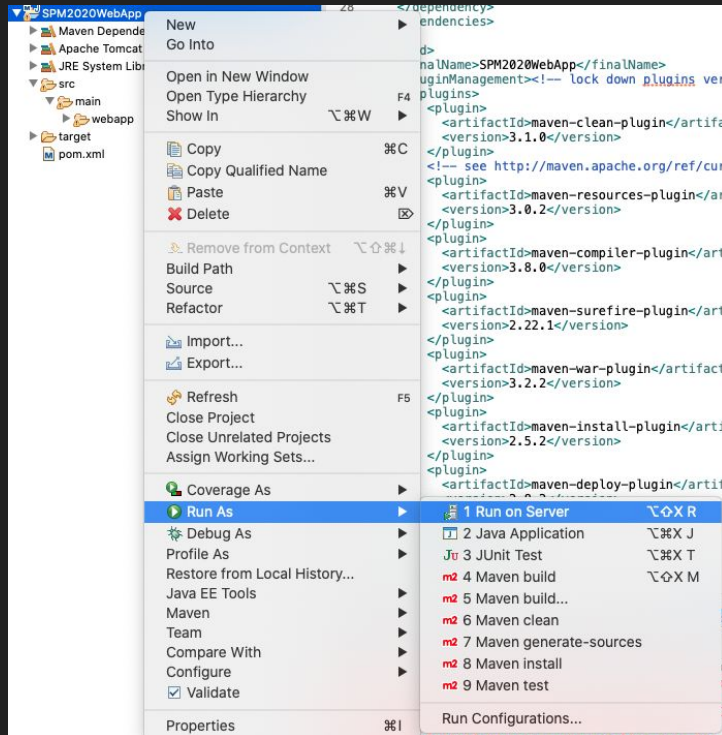 SPM2020WebApp
Maven Depende
Apache Tomcat
JRE System Libr
src
main
webapp
target
pom.xml
New
Go Into
Open in New Window
Open Type Hierarchy F4
Show In ⌥⌘W
Copy ⌘C
Copy Qualified Name
Paste ⌘V
Delete ⌦
Remove from Context ⌥⇧⌘↓
Build Path
Source ⌥⌘S
Refactor ⌥⌘T
Import...
Export...
Refresh F5
Close Project
Close Unrelated Projects
Assign Working Sets...
Coverage As
Run As
Debug As
Profile As
Restore from Local History...
Java EE Tools
Maven
Team
Compare With
Configure
Validate
Properties ⌘I
1 Run on Server ⌥⇧X R
2 Java Application ⌥⌘X J
3 JUnit Test ⌥⌘X T
4 Maven build ⌥⇧X M
5 Maven build...
6 Maven clean
7 Maven generate-sources
8 Maven install
9 Maven test
Run Configurations...
28 </dependency>
endencies>
d>
nalName>SPM2020WebApp</finalName>
uginManagement><!-- lock down plugins ver
plugins>
<plugin>
<artifactId>maven-clean-plugin</artifa
<version>3.1.0</version>
</plugin>
<!-- see http://maven.apache.org/ref/cur
<plugin>
<artifactId>maven-resources-plugin</ar
<version>3.0.2</version>
</plugin>
<plugin>
<artifactId>maven-compiler-plugin</art
<version>3.8.0</version>
</plugin>
<plugin>
<artifactId>maven-surefire-plugin</art
<version>2.22.1</version>
</plugin>
<plugin>
<artifactId>maven-war-plugin</artifact
<version>3.2.2</version>
</plugin>
<plugin>
<artifactId>maven-install-plugin</arti
<version>2.5.2</version>
</plugin>
<plugin>
<artifactId>maven-deploy-plugin</artif